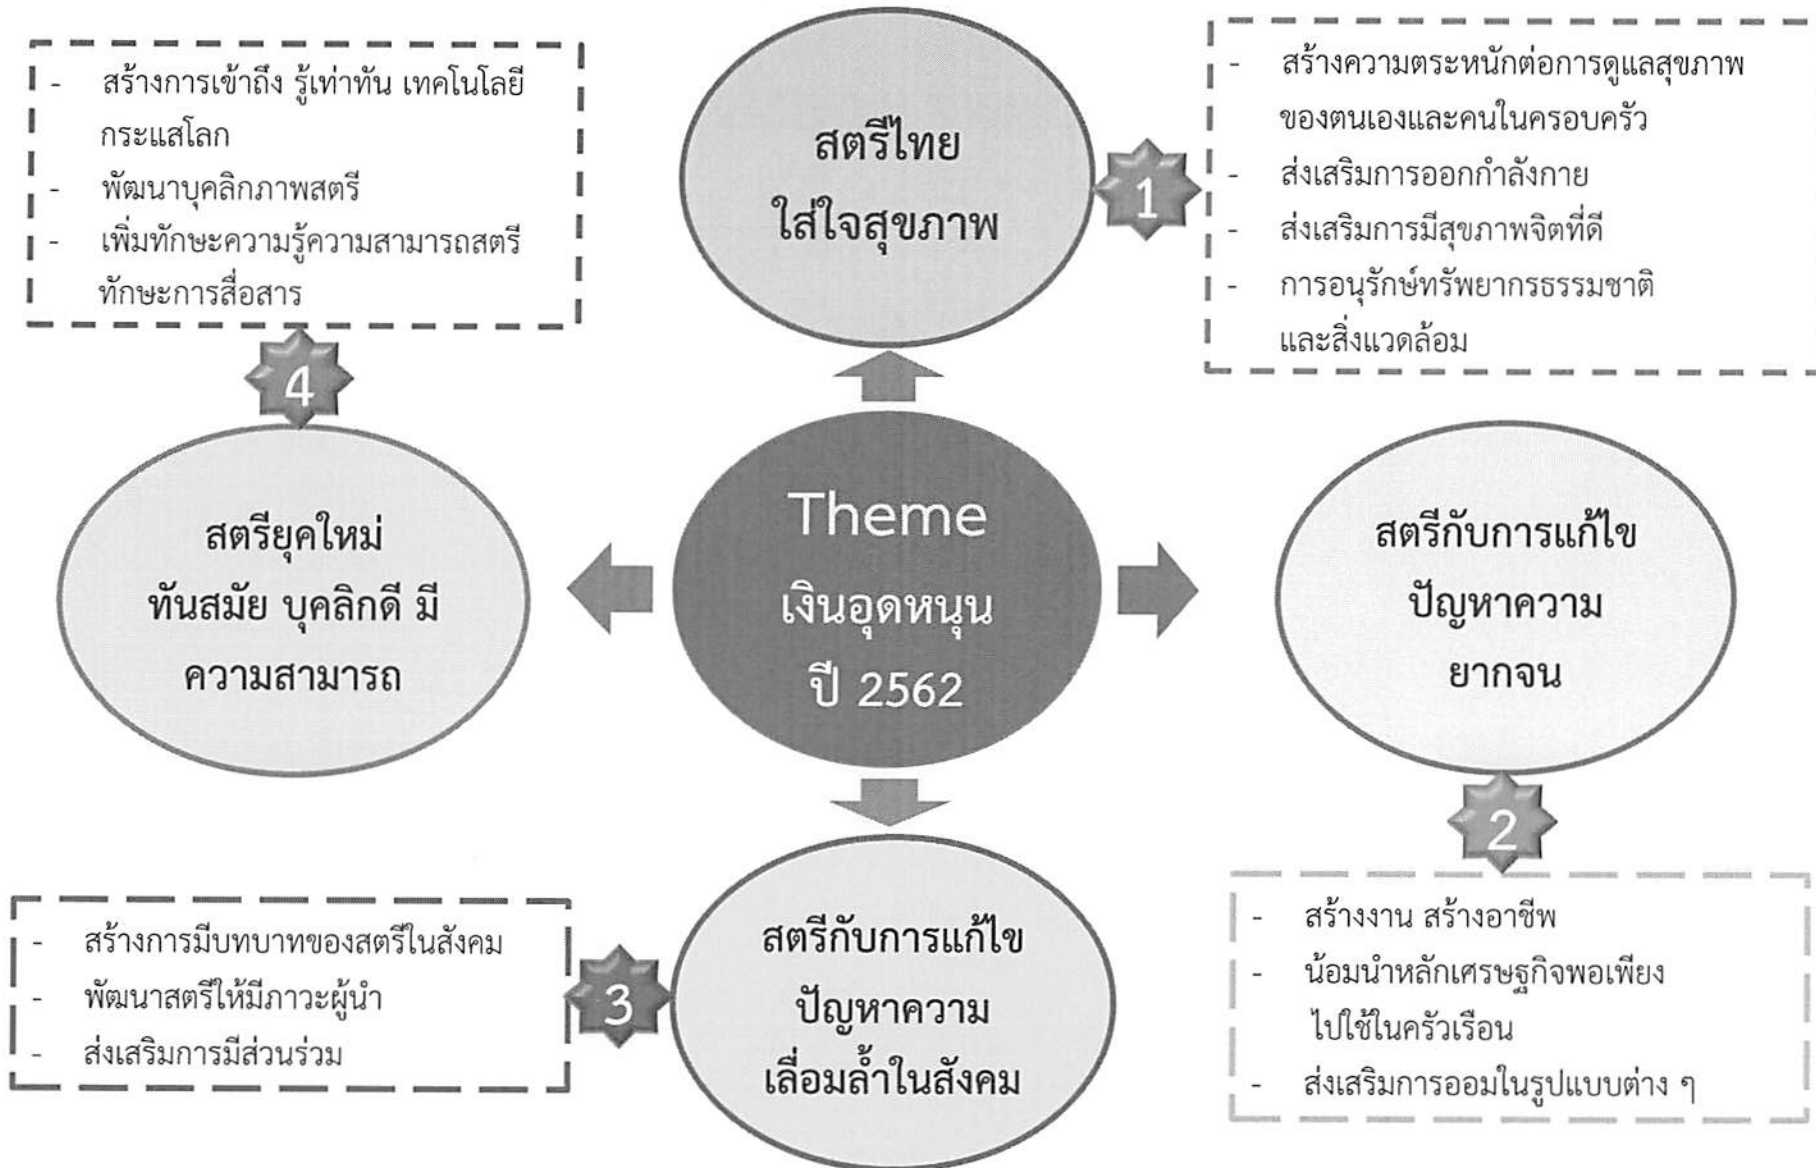 Theme
เงินอุดหนุน
ปี 2562
สตรีไทย
ใส่ใจสุขภาพ
1
- สร้างความตระหนักต่อการดูแลสุขภาพ
ของตนเองและคนในครอบครัว
- ส่งเสริมการออกกำลังกาย
- ส่งเสริมการมีสุขภาพจิตที่ดี
- การอนุรักษ์ทรัพยากรธรรมชาติ
และสิ่งแวดล้อม
สตรีกับการแก้ไข
ปัญหาความ
ยากจน
2
- สร้างงาน สร้างอาชีพ
- น้อมนำหลักเศรษฐกิจพอเพียง
ไปใช้ในครัวเรือน
- ส่งเสริมการออมในรูปแบบต่าง ๆ
สตรีกับการแก้ไข
ปัญหาความ
เลื่อมล้ำในสังคม
3
- สร้างการมีบทบาทของสตรีในสังคม
- พัฒนาสตรีให้มีภาวะผู้นำ
- ส่งเสริมการมีส่วนร่วม
สตรียุคใหม่
ทันสมัย บุคลิกดี มี
ความสามารถ
4
- สร้างการเข้าถึง รู้เท่าทัน เทคโนโลยี
กระแสโลก
- พัฒนาบุคลิกภาพสตรี
- เพิ่มทักษะความรู้ความสามารถสตรี
ทักษะการสื่อสาร